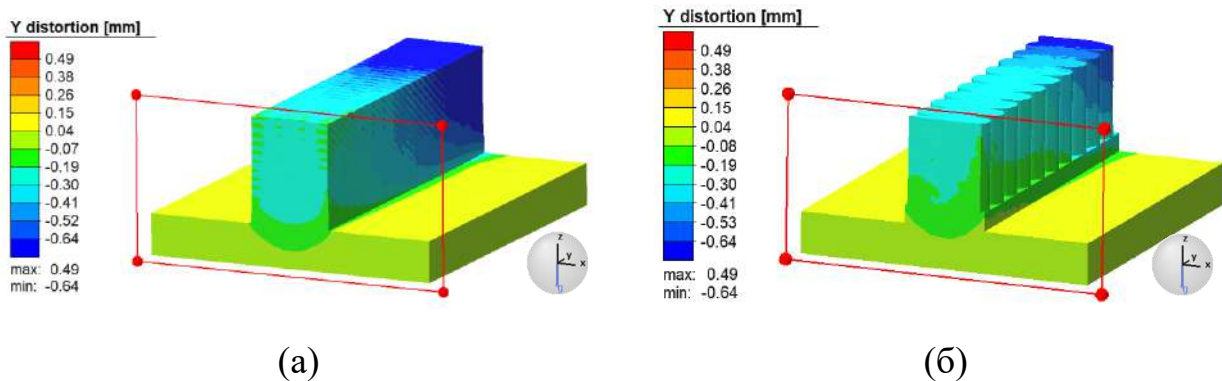 Y distortion [mm]
0.49
0.38
0.26
0.15
0.04
-0.07
-0.19
-0.30
-0.41
-0.52
-0.64
max: 0.49
min: -0.64
z
y
x
g
(а)
Y distortion [mm]
0.49
0.38
0.26
0.15
0.04
-0.08
-0.19
-0.30
-0.41
-0.53
-0.64
max: 0.49
min: -0.64
z
y
x
g
(б)